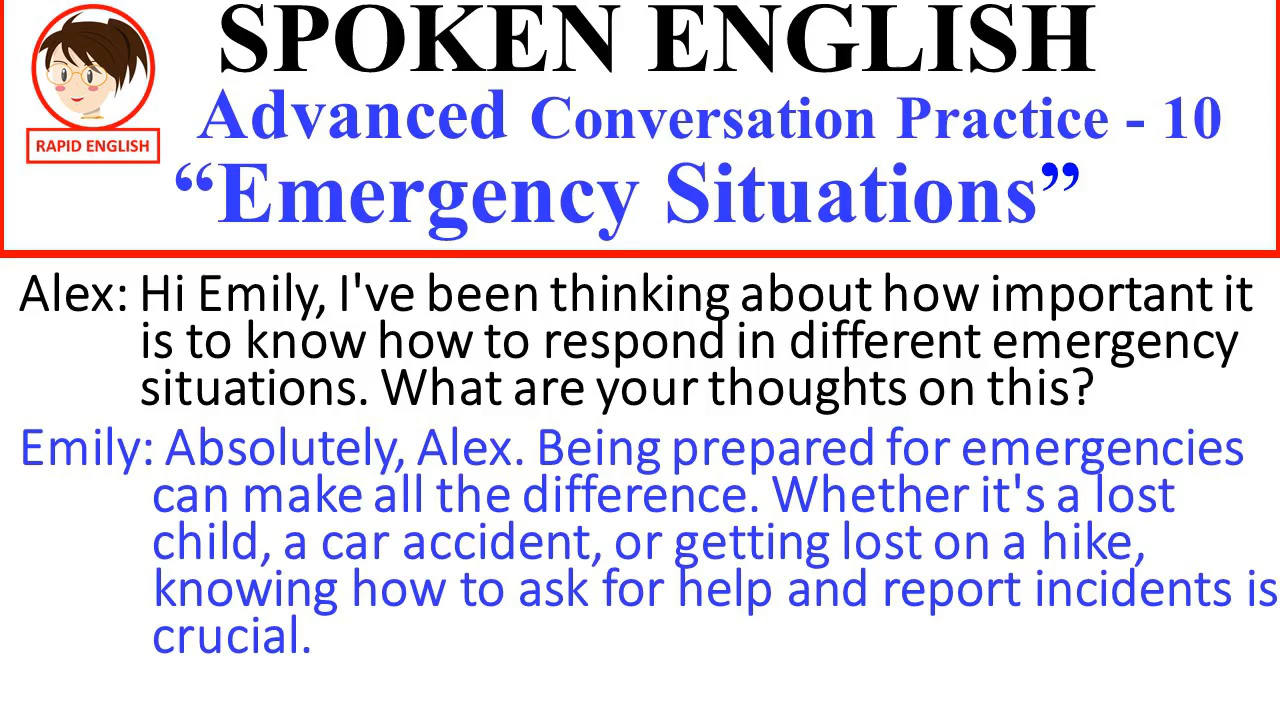 SPOKEN ENGLISH
RAPID ENGLISH
Advanced Conversation Practice - 10
“Emergency Situations”
Alex: Hi Emily, I've been thinking about how important it
is to know how to respond in different emergency
situations. What are your thoughts on this?
Emily: Absolutely, Alex. Being prepared for emergencies
can make all the difference. Whether it's a lost
child, a car accident, or getting lost on a hike,
knowing how to ask for help and report incidents is
crucial.